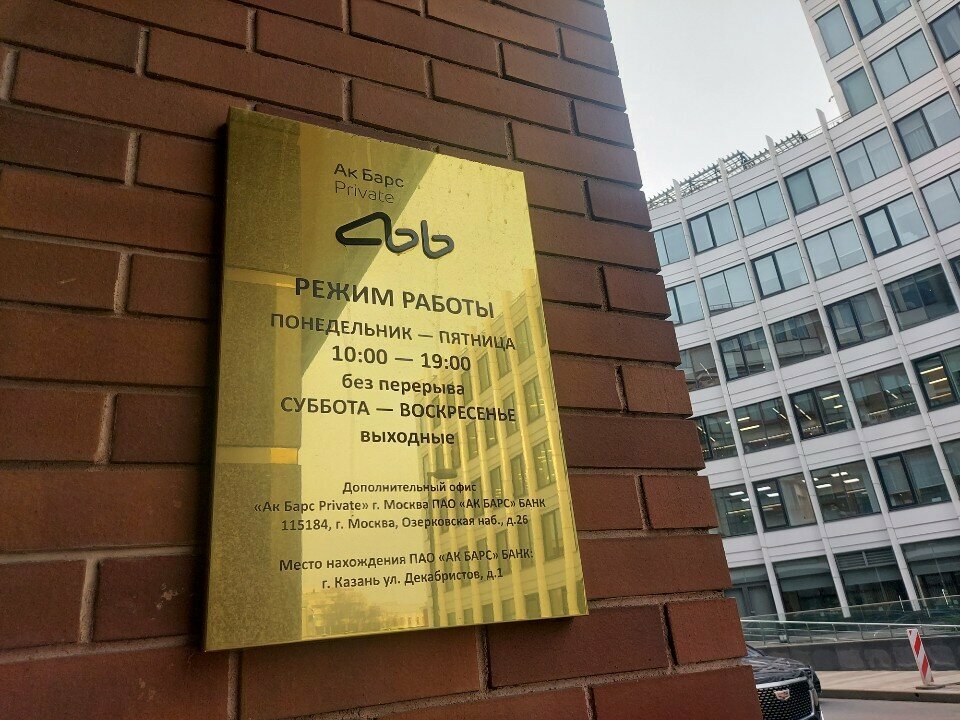 Ак Барс
Private
РЕЖИМ РАБОТЫ
ПОНЕДЕЛЬНИК — ПЯТНИЦА
10:00 — 19:00
без перерыва
СУББОТА — ВОСКРЕСЕНЬЕ
выходные
Дополнительный офис
«Ак Барс Private» г. Москва ПАО «АК БАРС» БАНК
115184, г. Москва, Озерковская наб., д.26
Место нахождения ПАО «АК БАРС» БАНК:
г. Казань ул. Декабристов, д.1